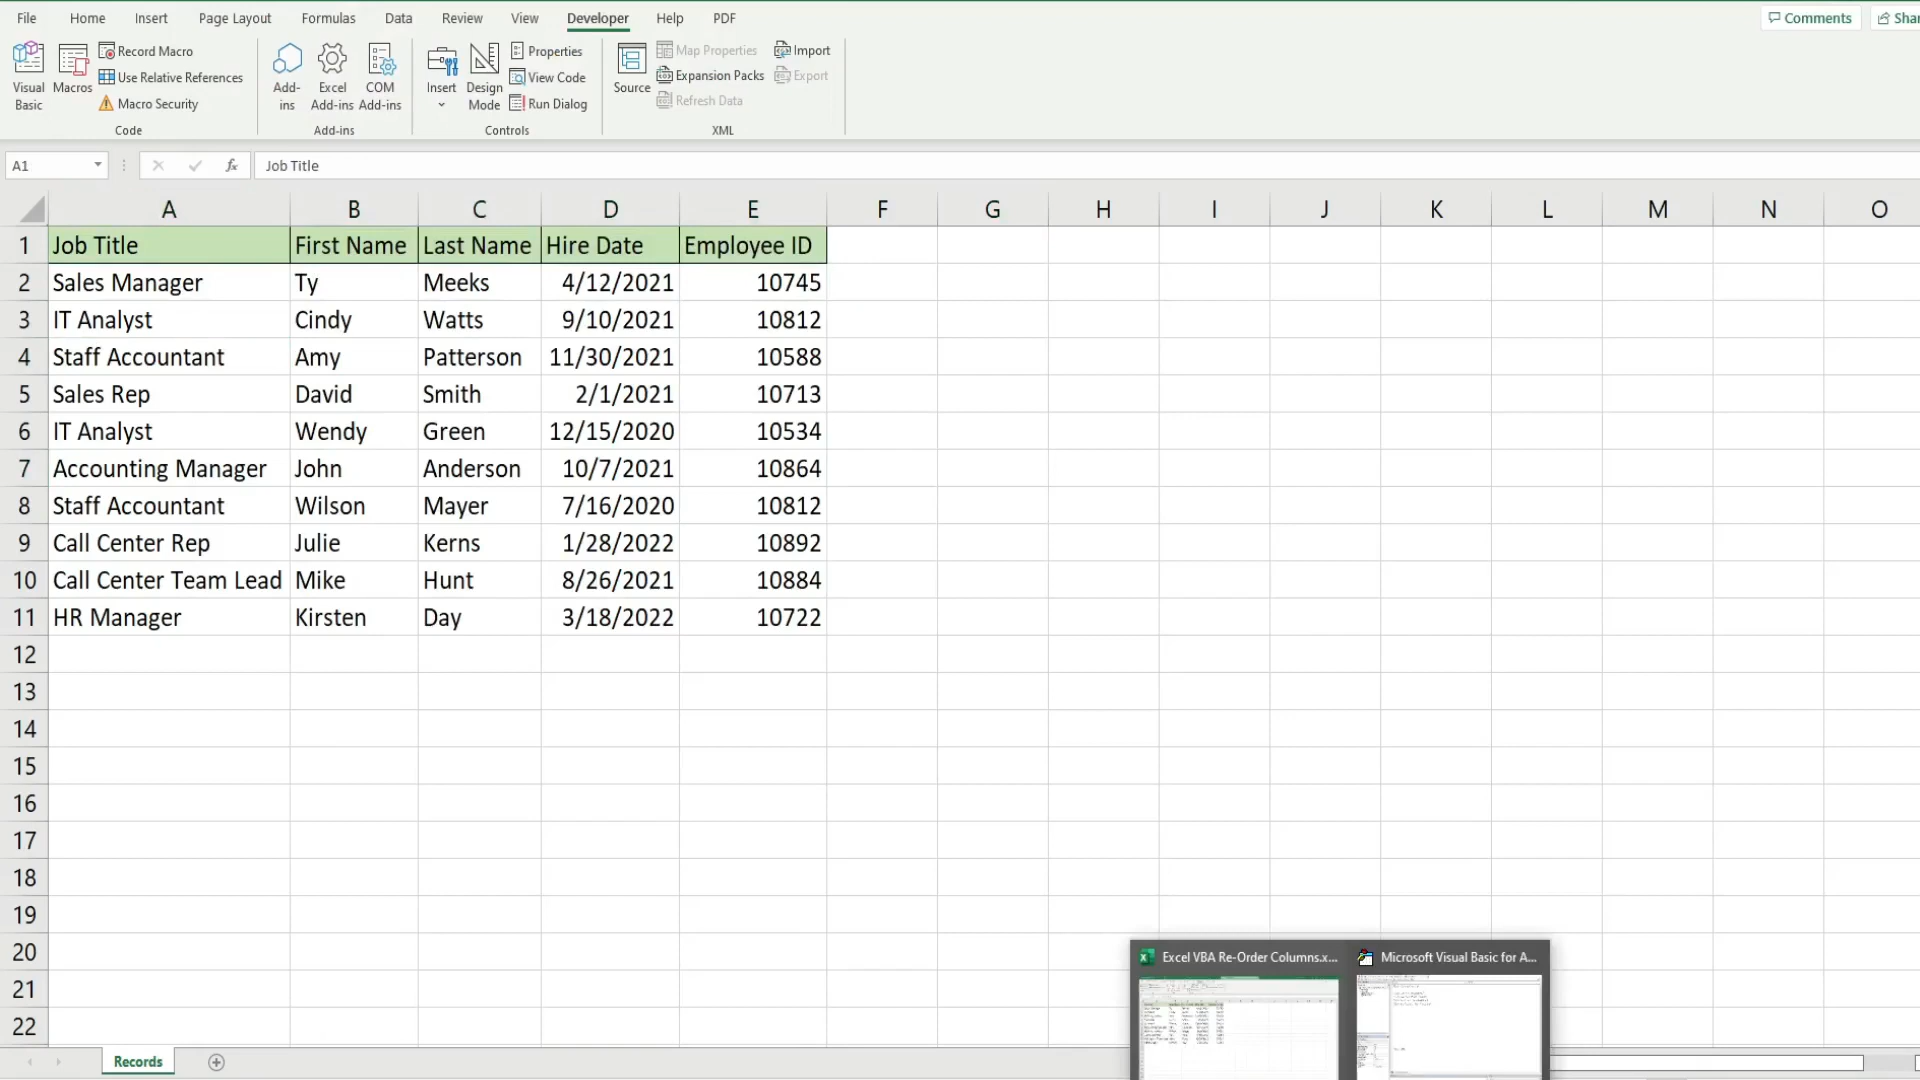 File Home Insert Page Layout Formulas Data Review View Developer Help PDF Comments
Visual Basic
Macros
Record Macro
Use Relative References
Macro Security
Code
Add-ins
Excel Add-ins
COM Add-ins
Add-ins
Insert
Design Mode
Properties
View Code
Run Dialog
Controls
Source
Map Properties
Expansion Packs
Refresh Data
Import
Export
XML
A1 fx Job Title
A B C D E F G H I J K L M N O
1 Job Title First Name Last Name Hire Date Employee ID
2 Sales Manager Ty Meeks 4/12/2021 10745
3 IT Analyst Cindy Watts 9/10/2021 10812
4 Staff Accountant Amy Patterson 11/30/2021 10588
5 Sales Rep David Smith 2/1/2021 10713
6 IT Analyst Wendy Green 12/15/2020 10534
7 Accounting Manager John Anderson 10/7/2021 10864
8 Staff Accountant Wilson Mayer 7/16/2020 10812
9 Call Center Rep Julie Kerns 1/28/2022 10892
10 Call Center Team Lead Mike Hunt 8/26/2021 10884
11 HR Manager Kirsten Day 3/18/2022 10722
12
13
14
15
16
17
18
19
20
21
22
Excel VBA Re-Order Columns.x... Microsoft Visual Basic for A...
Records